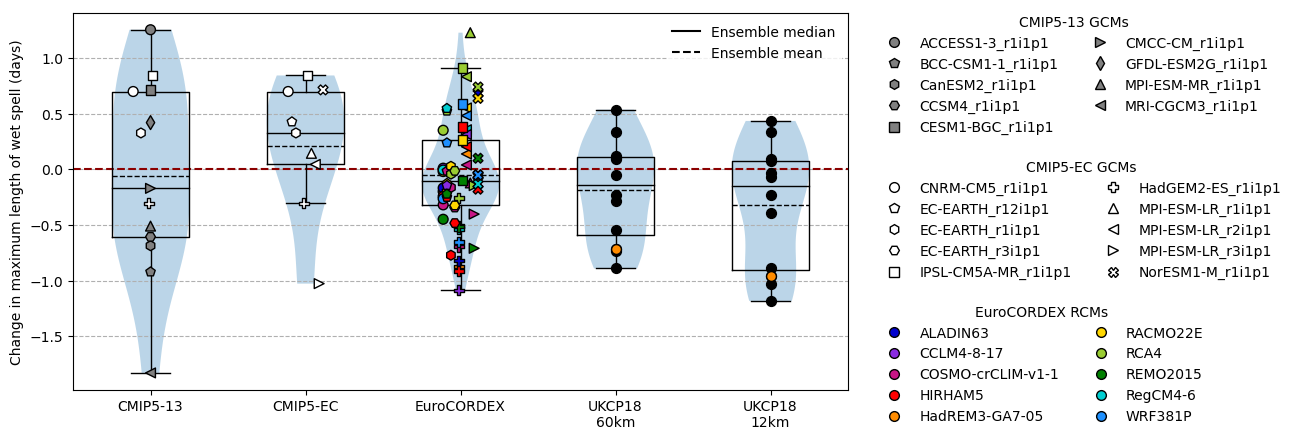 Change in maximum length of wet spell (days)
1.0
0.5
0.0
−0.5
−1.0
−1.5
Ensemble median
Ensemble mean
CMIP5-13
CMIP5-EC
EuroCORDEX
UKCP18
60km
UKCP18
12km
CMIP5-13 GCMs
ACCESS1-3_r1i1p1
BCC-CSM1-1_r1i1p1
CanESM2_r1i1p1
CCSM4_r1i1p1
CESM1-BGC_r1i1p1
CMCC-CM_r1i1p1
GFDL-ESM2G_r1i1p1
MPI-ESM-MR_r1i1p1
MRI-CGCM3_r1i1p1
CMIP5-EC GCMs
CNRM-CM5_r1i1p1
EC-EARTH_r12i1p1
EC-EARTH_r1i1p1
EC-EARTH_r3i1p1
IPSL-CM5A-MR_r1i1p1
HadGEM2-ES_r1i1p1
MPI-ESM-LR_r1i1p1
MPI-ESM-LR_r2i1p1
MPI-ESM-LR_r3i1p1
NorESM1-M_r1i1p1
EuroCORDEX RCMs
ALADIN63
CCLM4-8-17
COSMO-crCLIM-v1-1
HIRHAM5
HadREM3-GA7-05
RACMO22E
RCA4
REMO2015
RegCM4-6
WRF381P